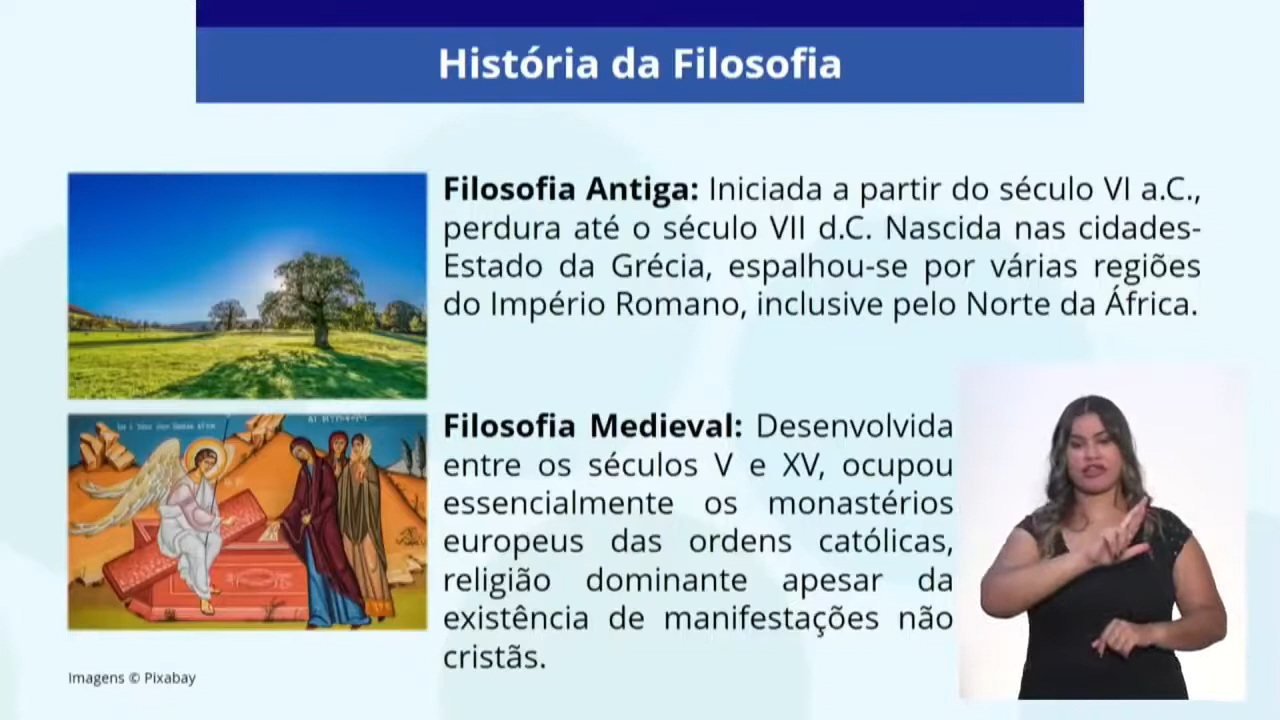 História da Filosofia
Filosofia Antiga: Iniciada a partir do século VI a.C.,
perdura até o século VII d.C. Nascida nas cidades-
Estado da Grécia, espalhou-se por várias regiões
do Império Romano, inclusive pelo Norte da África.
Filosofia Medieval: Desenvolvida
entre os séculos V e XV, ocupou
essencialmente os monastérios
europeus das ordens católicas,
religião dominante apesar da
existência de manifestações não
cristãs.
Imagens © Pixabay